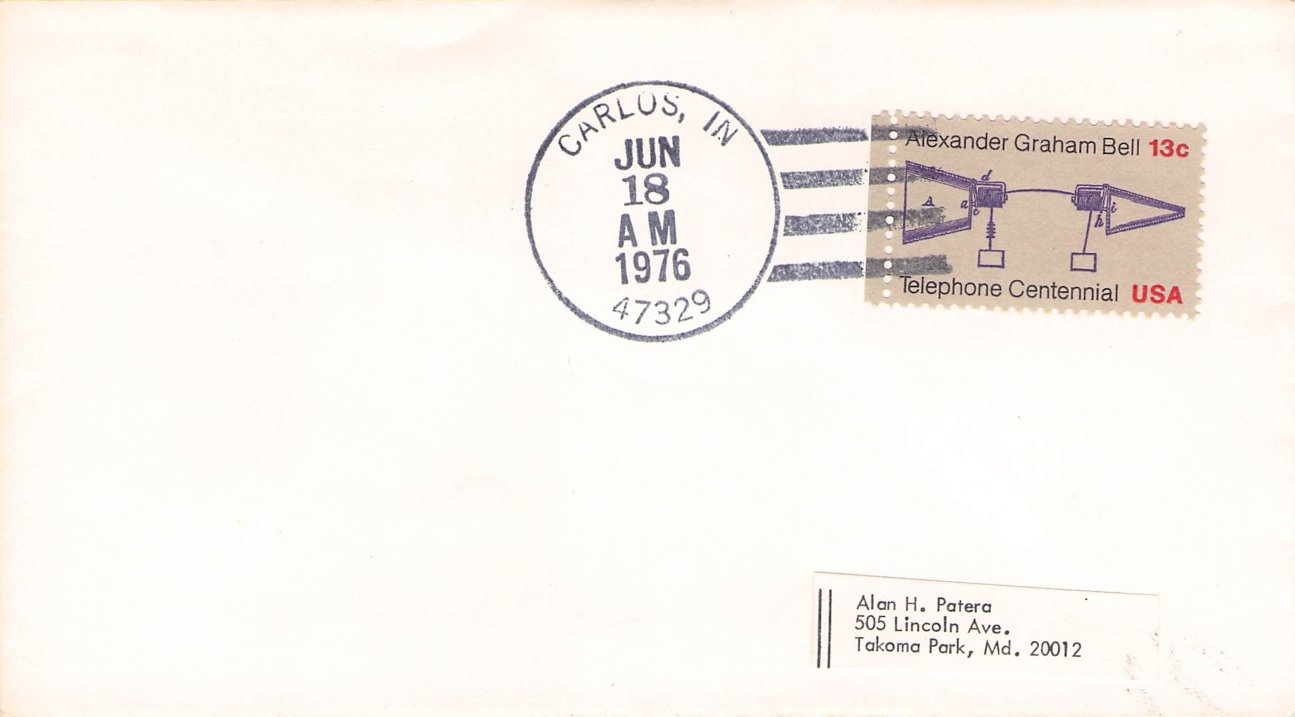 CARLOS, IN
JUN
18
AM
1976
47329
Alexander Graham Bell 13c
A
a
c
d
h
i
Telephone Centennial USA
Alan H. Patera
505 Lincoln Ave.
Takoma Park, Md. 20012